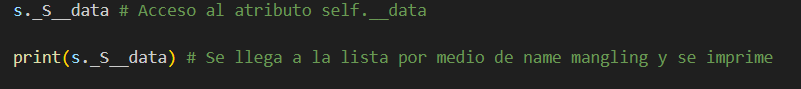 s._S__data # Acceso al atributo self.__data
print(s._S__data) # Se llega a la lista por medio de name mangling y se imprime